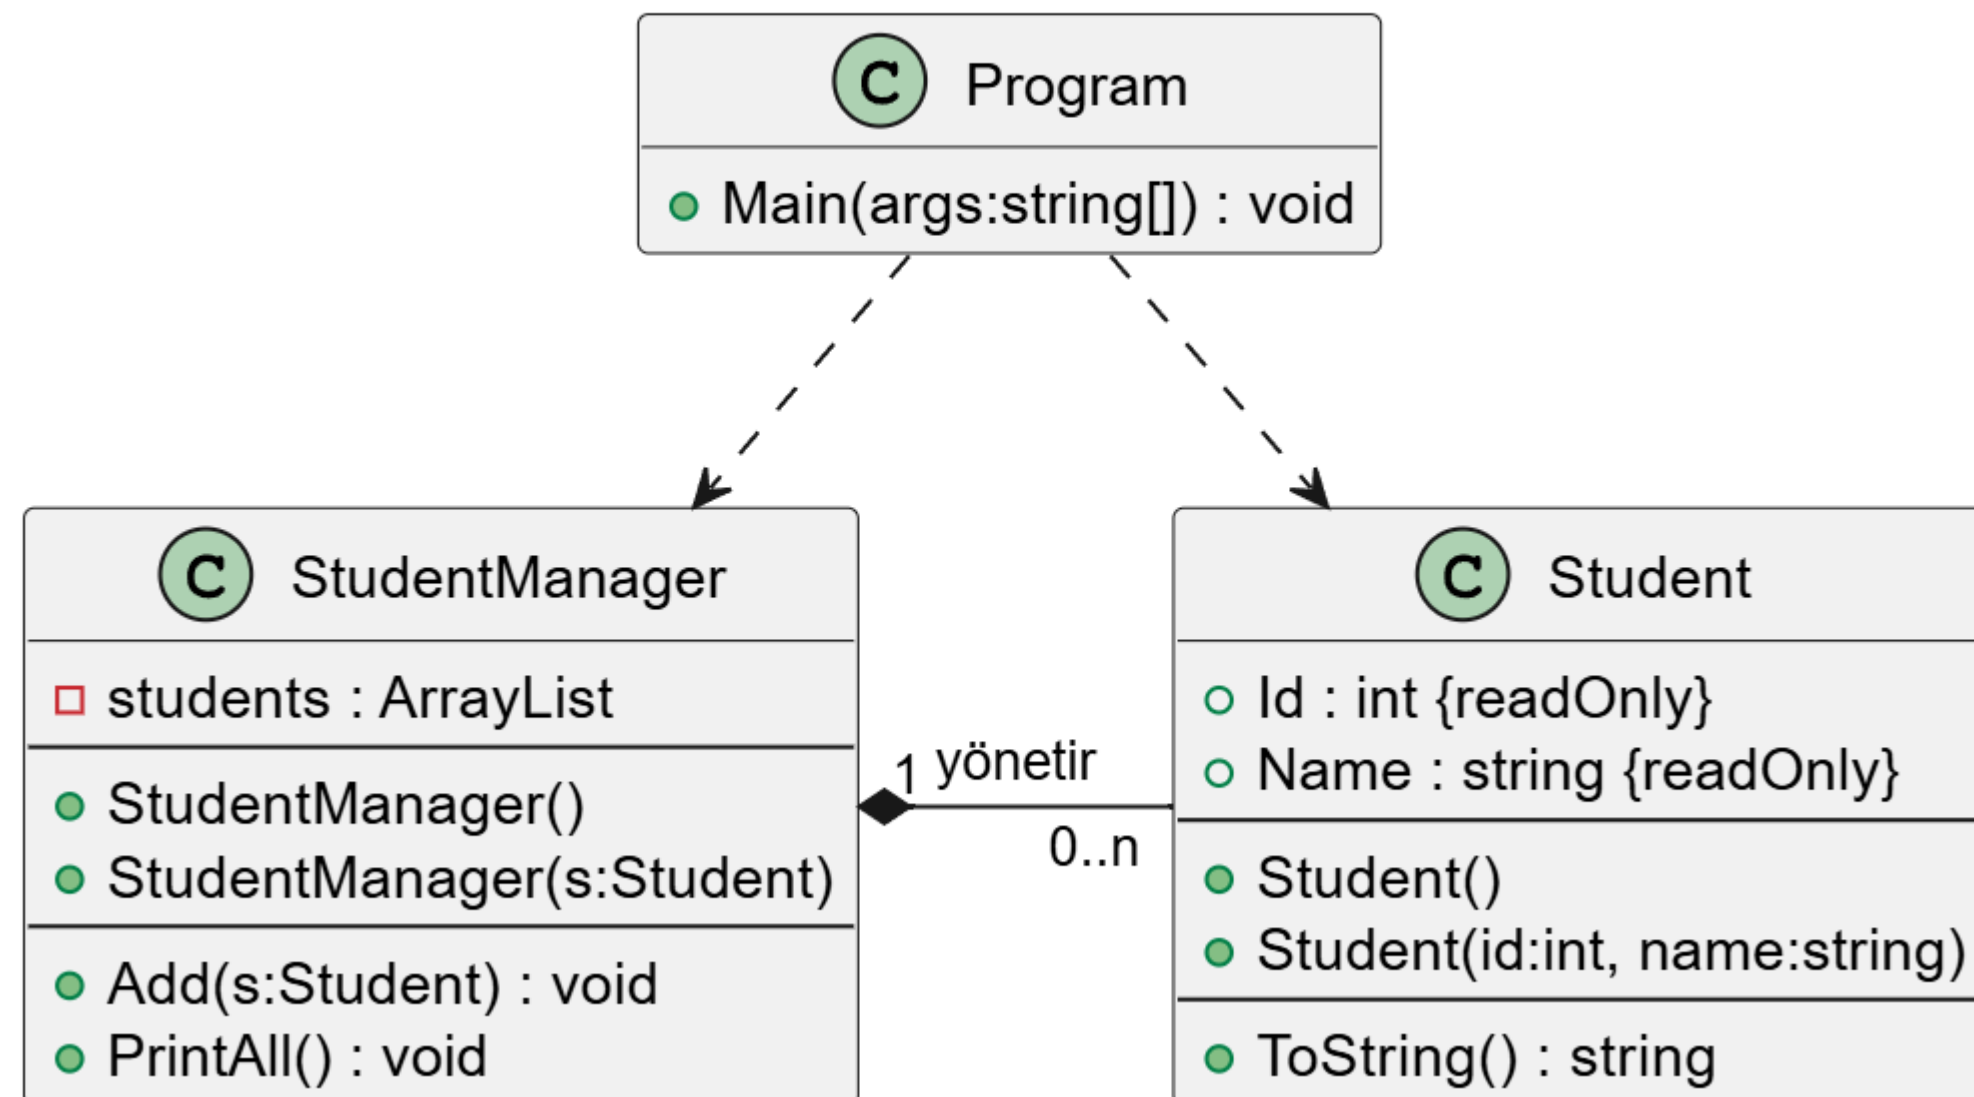 C Program
Main(args:string[]) : void
C StudentManager
students : ArrayList
StudentManager()
StudentManager(s:Student)
Add(s:Student) : void
PrintAll() : void
1 yönetir
0..n
C Student
Id : int {readOnly}
Name : string {readOnly}
Student()
Student(id:int, name:string)
ToString() : string